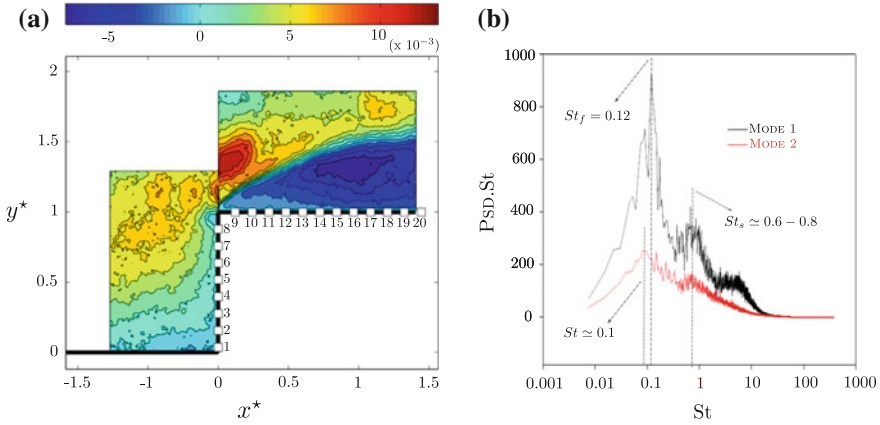 (a)
-5 0 5 10
(x 10⁻³)
2
1.5
1
0.5
0
y⋆
8
7
6
5
4
3
2
1
9 10 11 12 13 14 15 16 17 18 19 20
-1.5 -1 -0.5 0 0.5 1 1.5
x⋆
(b)
1000
800
600
400
200
0
PSD.St
St_f = 0.12
MODE 1
MODE 2
St_s ≃ 0.6 − 0.8
St ≃ 0.1
0.001 0.01 0.1 1 10 100 1000
St